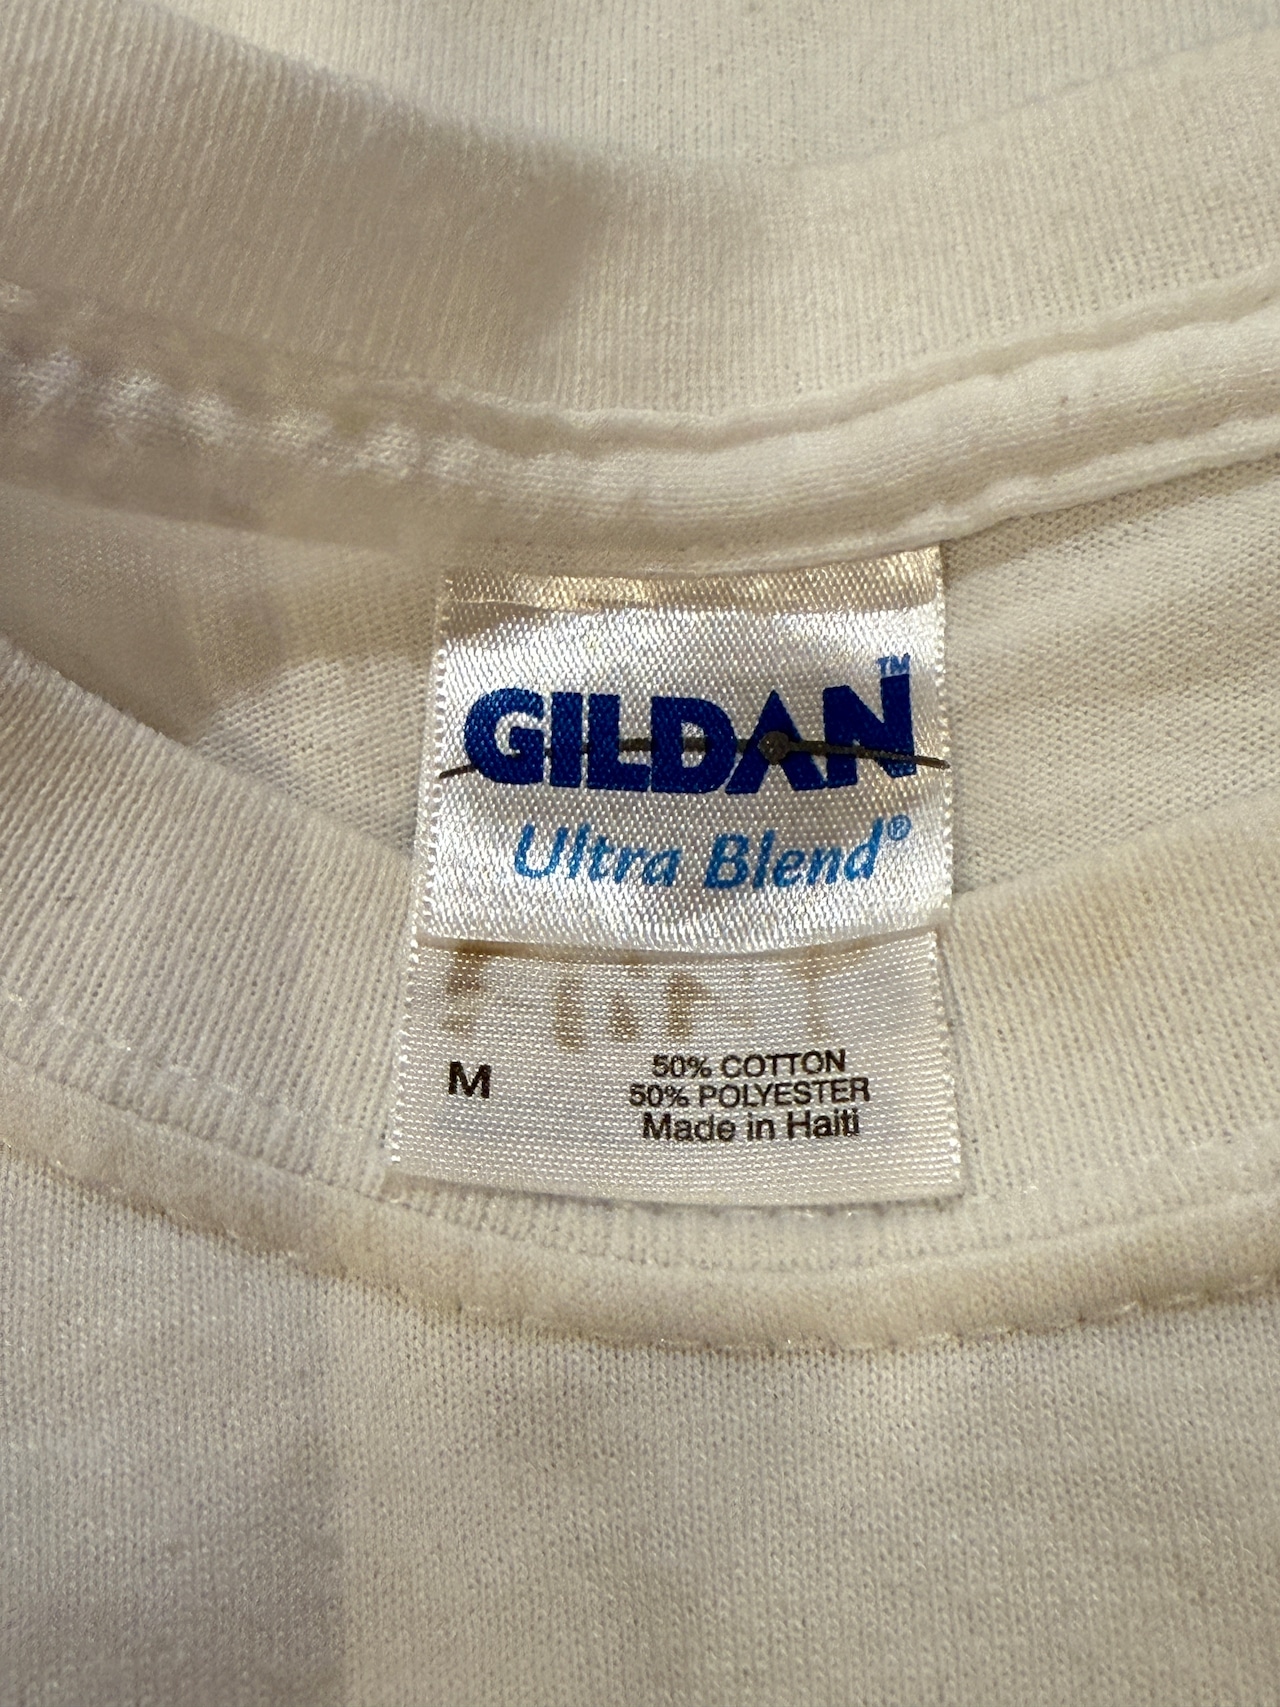 GILDAN™
Ultra Blend®
M
50% COTTON
50% POLYESTER
Made in Haiti